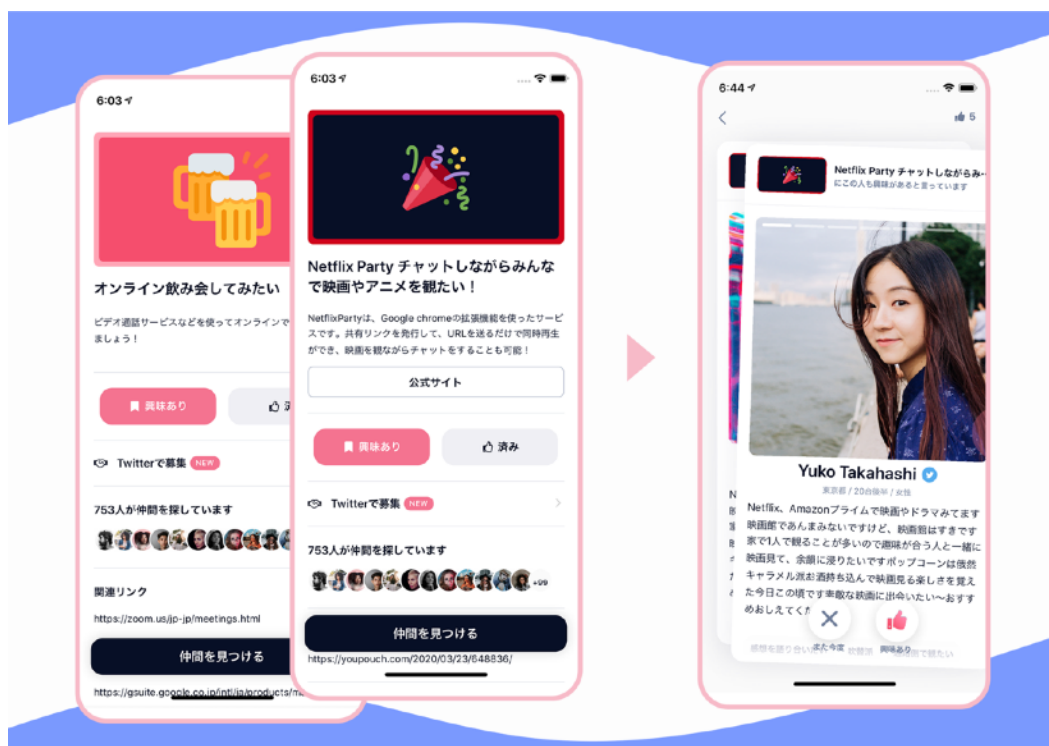 6:03
オンライン飲み会してみたい
ビデオ通話サービスなどを使ってオンラインで
ましょう！
興味あり
Twitterで募集 NEW
753人が仲間を探しています
関連リンク
https://zoom.us/jp-jp/meetings.html
仲間を見つける
https://gsuite.google.co.jp/intl/ja/products/m
6:03
Netflix Party チャットしながらみんな
で映画やアニメを観たい！
NetflixPartyは、Google chromeの拡張機能を使ったサービ
スです。共有リンクを発行して、URLを送るだけで同時再生
ができ、映画を観ながらチャットをすることも可能！
公式サイト
興味あり
済み
Twitterで募集 NEW
753人が仲間を探しています
+99
仲間を見つける
https://youpouch.com/2020/03/23/648836/
6:44
5
Netflix Party チャットしながらみ…
にこの人も興味があると言っています
Yuko Takahashi
東京都 / 20台後半 / 女性
Netflix、Amazonプライムで映画やドラマみてます
映画館であんまみないですけど、映画館はすきです
家で1人で観ることが多いので趣味が合う人と一緒に
映画見て、余韻に浸りたいですポップコーンは俄然
キャラメル派お酒持ち込んで映画見る楽しさを覚え
た今日この頃です素敵な映画に出会いたい〜おすす
めおしえてく
また今度
興味あり